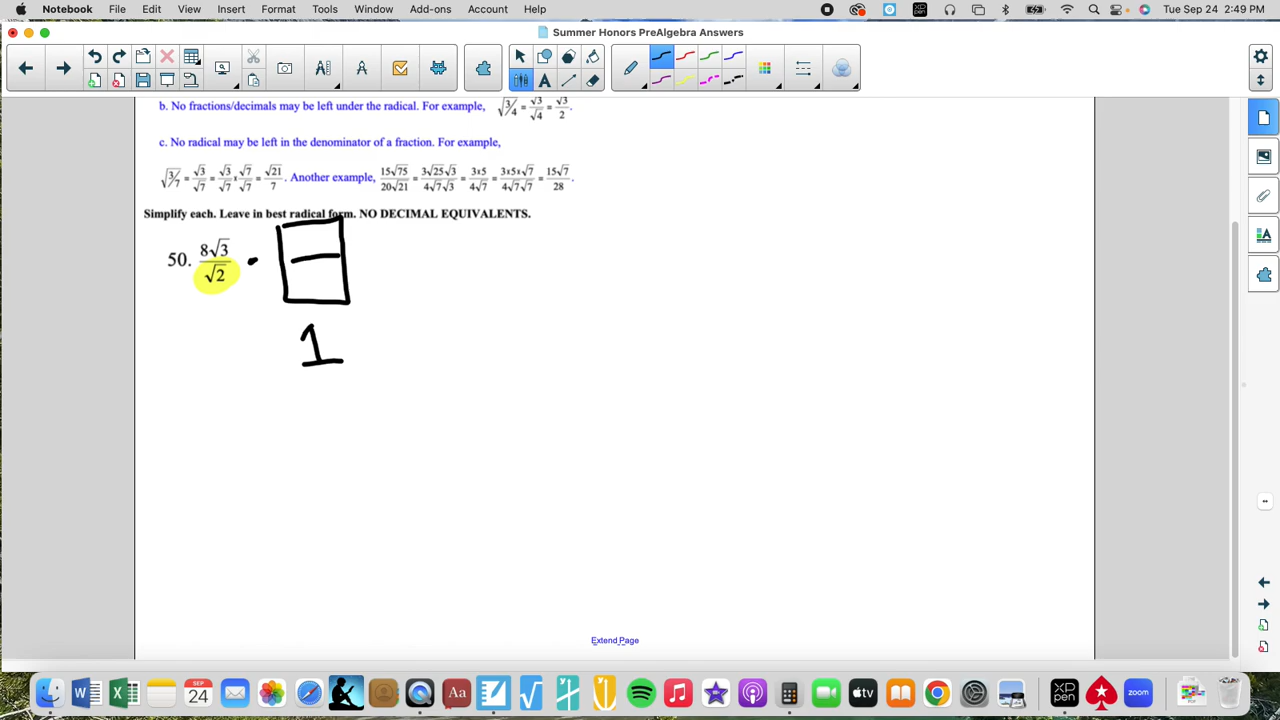 Notebook File Edit View Insert Format Tools Window Add-ons Account Help Tue Sep 24 2:49 PM
Summer Honors PreAlgebra Answers
b. No fractions/decimals may be left under the radical. For example, √3/4 = √3/√4 = √3/2.
c. No radical may be left in the denominator of a fraction. For example,
√3/7 = √3/√7 = √3/√7 x √7/√7 = √21/7. Another example, 15√75/20√21 = 3√25√3/4√7√3 = 3x5/4√7 = 3x5x√7/4√7√7 = 15√7/28.
Simplify each. Leave in best radical form. NO DECIMAL EQUIVALENTS.
50. 8√3/√2 ·
1
Extend Page
SEP
24
Aa
tv
zoom